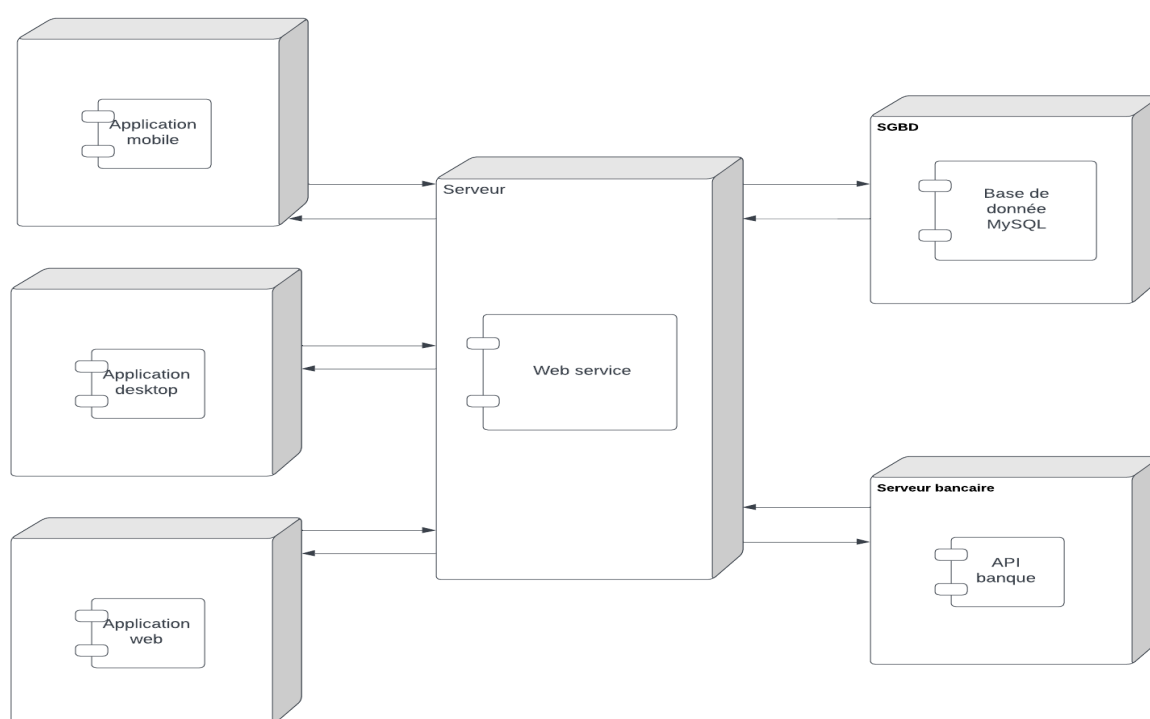 Application
mobile
Serveur
SGBD
Base de
donnée
MySQL
Application
desktop
Web service
Serveur bancaire
API
banque
Application
web